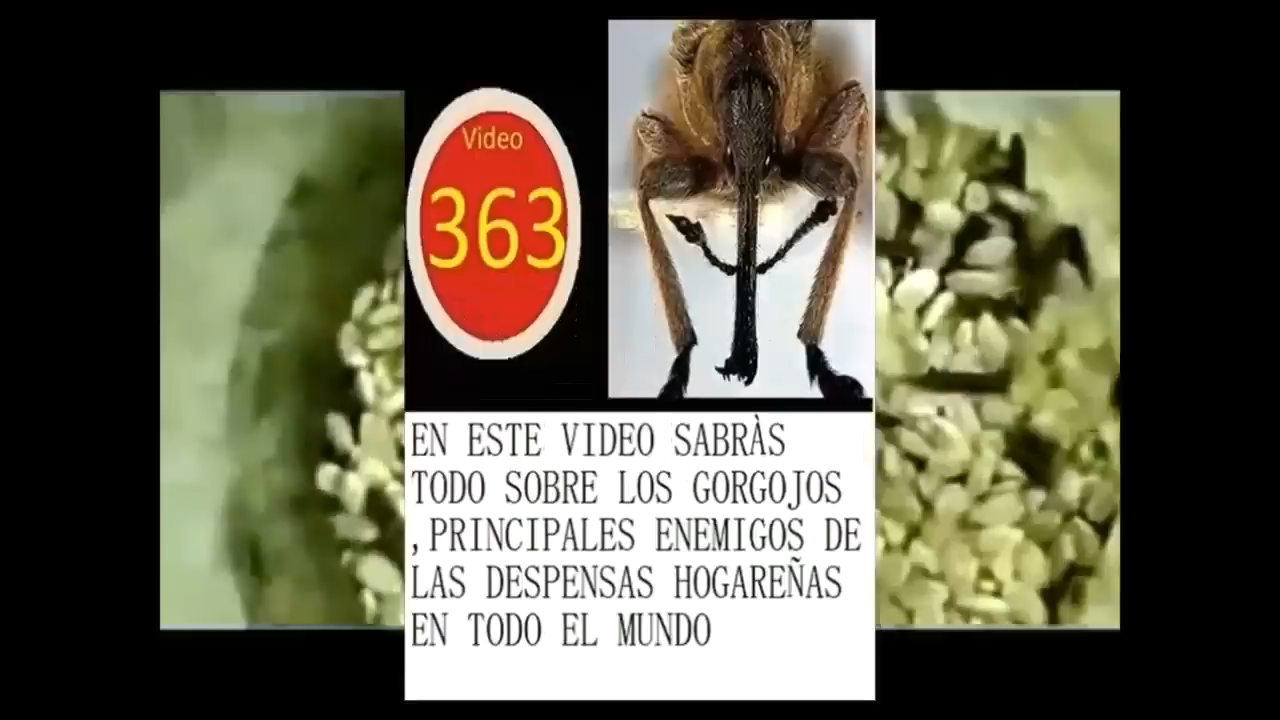 Video
363
EN ESTE VIDEO SABRÀS
TODO SOBRE LOS GORGOJOS
,PRINCIPALES ENEMIGOS DE
LAS DESPENSAS HOGAREÑAS
EN TODO EL MUNDO